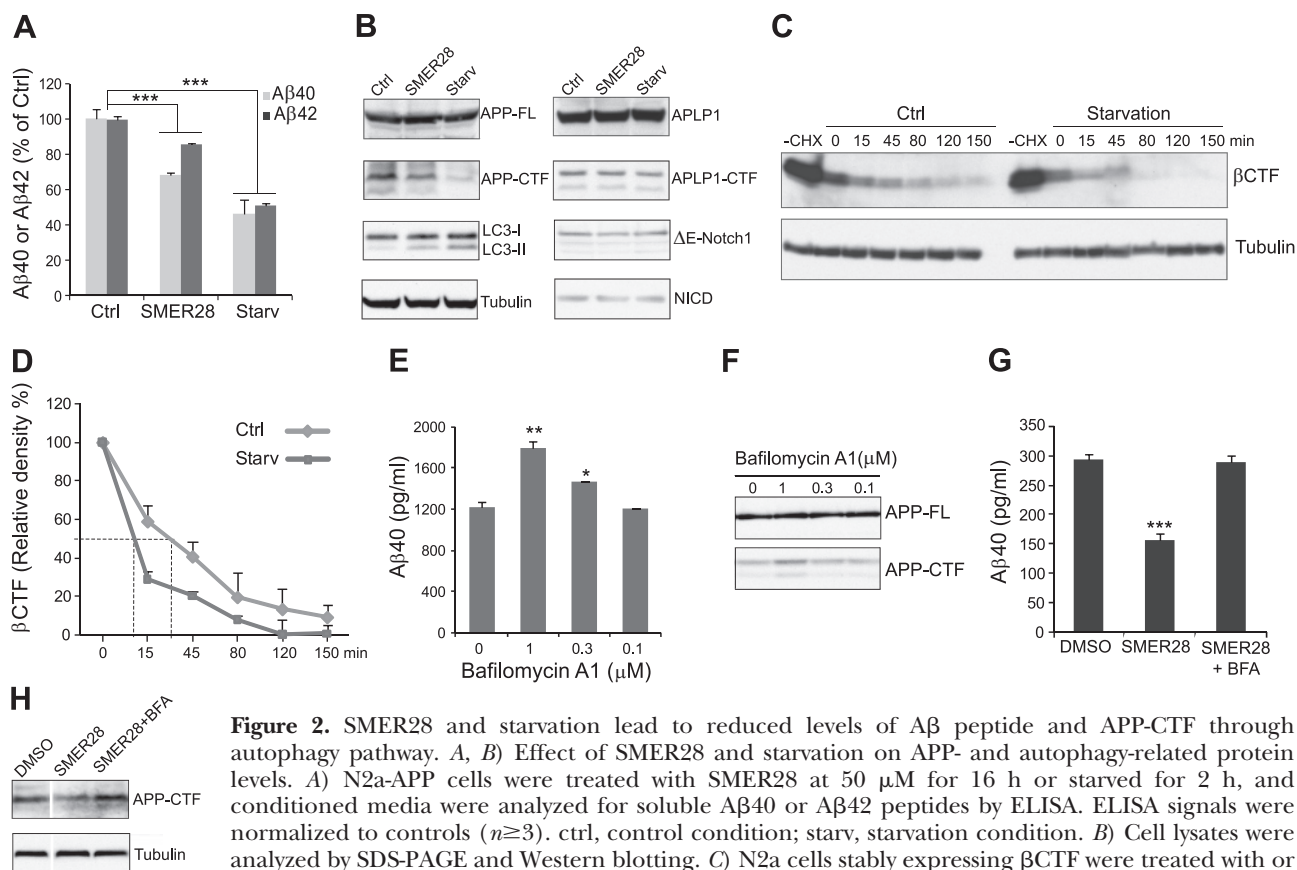 A
Aβ40 or Aβ42 (% of Ctrl)
120
100
80
60
40
20
0
***
***
Aβ40
Aβ42
Ctrl SMER28 Starv
B
Ctrl SMER28 Starv
APP-FL
APP-CTF
LC3-I
LC3-II
Tubulin
Ctrl SMER28 Starv
APLP1
APLP1-CTF
ΔE-Notch1
NICD
C
Ctrl Starvation
-CHX 0 15 45 80 120 150 -CHX 0 15 45 80 120 150 min
βCTF
Tubulin
D
βCTF (Relative density %)
120
100
80
60
40
20
0
Ctrl
Starv
0 15 45 80 120 150 min
E
Aβ40 (pg/ml)
2000
1600
1200
800
400
0
**
*
0 1 0.3 0.1
Bafilomycin A1 (μM)
F
Bafilomycin A1(μM)
0 1 0.3 0.1
APP-FL
APP-CTF
G
Aβ40 (pg/ml)
350
300
250
200
150
100
50
0
***
DMSO SMER28 SMER28
+ BFA
H
DMSO SMER28 SMER28+BFA
APP-CTF
Tubulin
Figure 2. SMER28 and starvation lead to reduced levels of Aβ peptide and APP-CTF through
autophagy pathway. A, B) Effect of SMER28 and starvation on APP- and autophagy-related protein
levels. A) N2a-APP cells were treated with SMER28 at 50 μM for 16 h or starved for 2 h, and
conditioned media were analyzed for soluble Aβ40 or Aβ42 peptides by ELISA. ELISA signals were
normalized to controls (n≥3). ctrl, control condition; starv, starvation condition. B) Cell lysates were
analyzed by SDS-PAGE and Western blotting. C) N2a cells stably expressing βCTF were treated with or